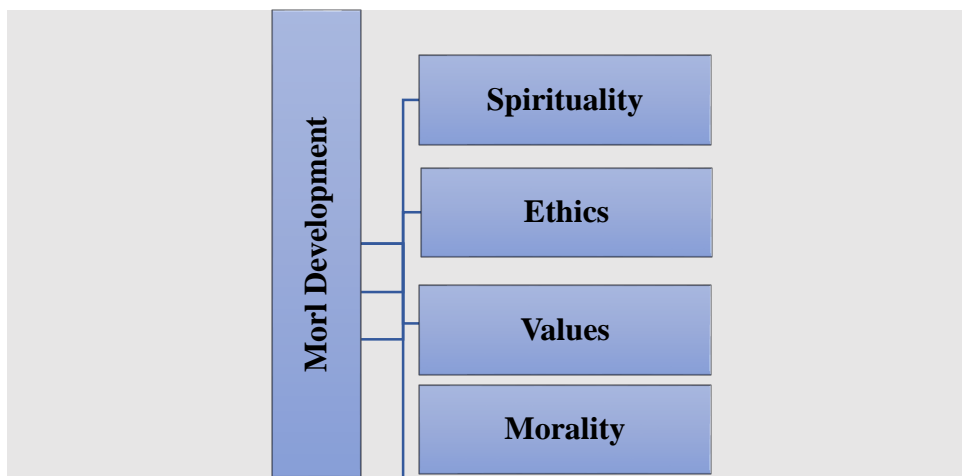 Morl Development
Spirituality
Ethics
Values
Morality